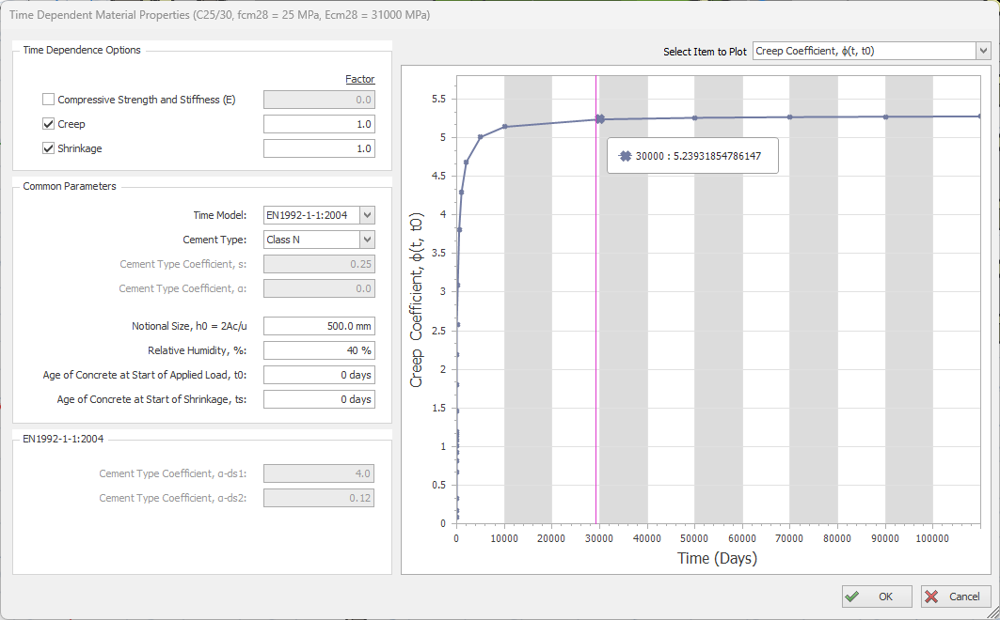 Time Dependent Material Properties (C25/30, fcm28 = 25 MPa, Ecm28 = 31000 MPa)
Time Dependence Options
Factor
Compressive Strength and Stiffness (E) 0.0
Creep 1.0
Shrinkage 1.0
Common Parameters
Time Model: EN1992-1-1:2004
Cement Type: Class N
Cement Type Coefficient, s: 0.25
Cement Type Coefficient, α: 0.0
Notional Size, h0 = 2Ac/u 500.0 mm
Relative Humidity, %: 40 %
Age of Concrete at Start of Applied Load, t0: 0 days
Age of Concrete at Start of Shrinkage, ts: 0 days
EN1992-1-1:2004
Cement Type Coefficient, α-ds1: 4.0
Cement Type Coefficient, α-ds2: 0.12
Select Item to Plot Creep Coefficient, ϕ(t, t0)
Creep Coefficient, ϕ(t, t0)
5.5
5
4.5
4
3.5
3
2.5
2
1.5
1
0.5
0
30000 : 5.23931854786147
0 10000 20000 30000 40000 50000 60000 70000 80000 90000 100000
Time (Days)
OK Cancel